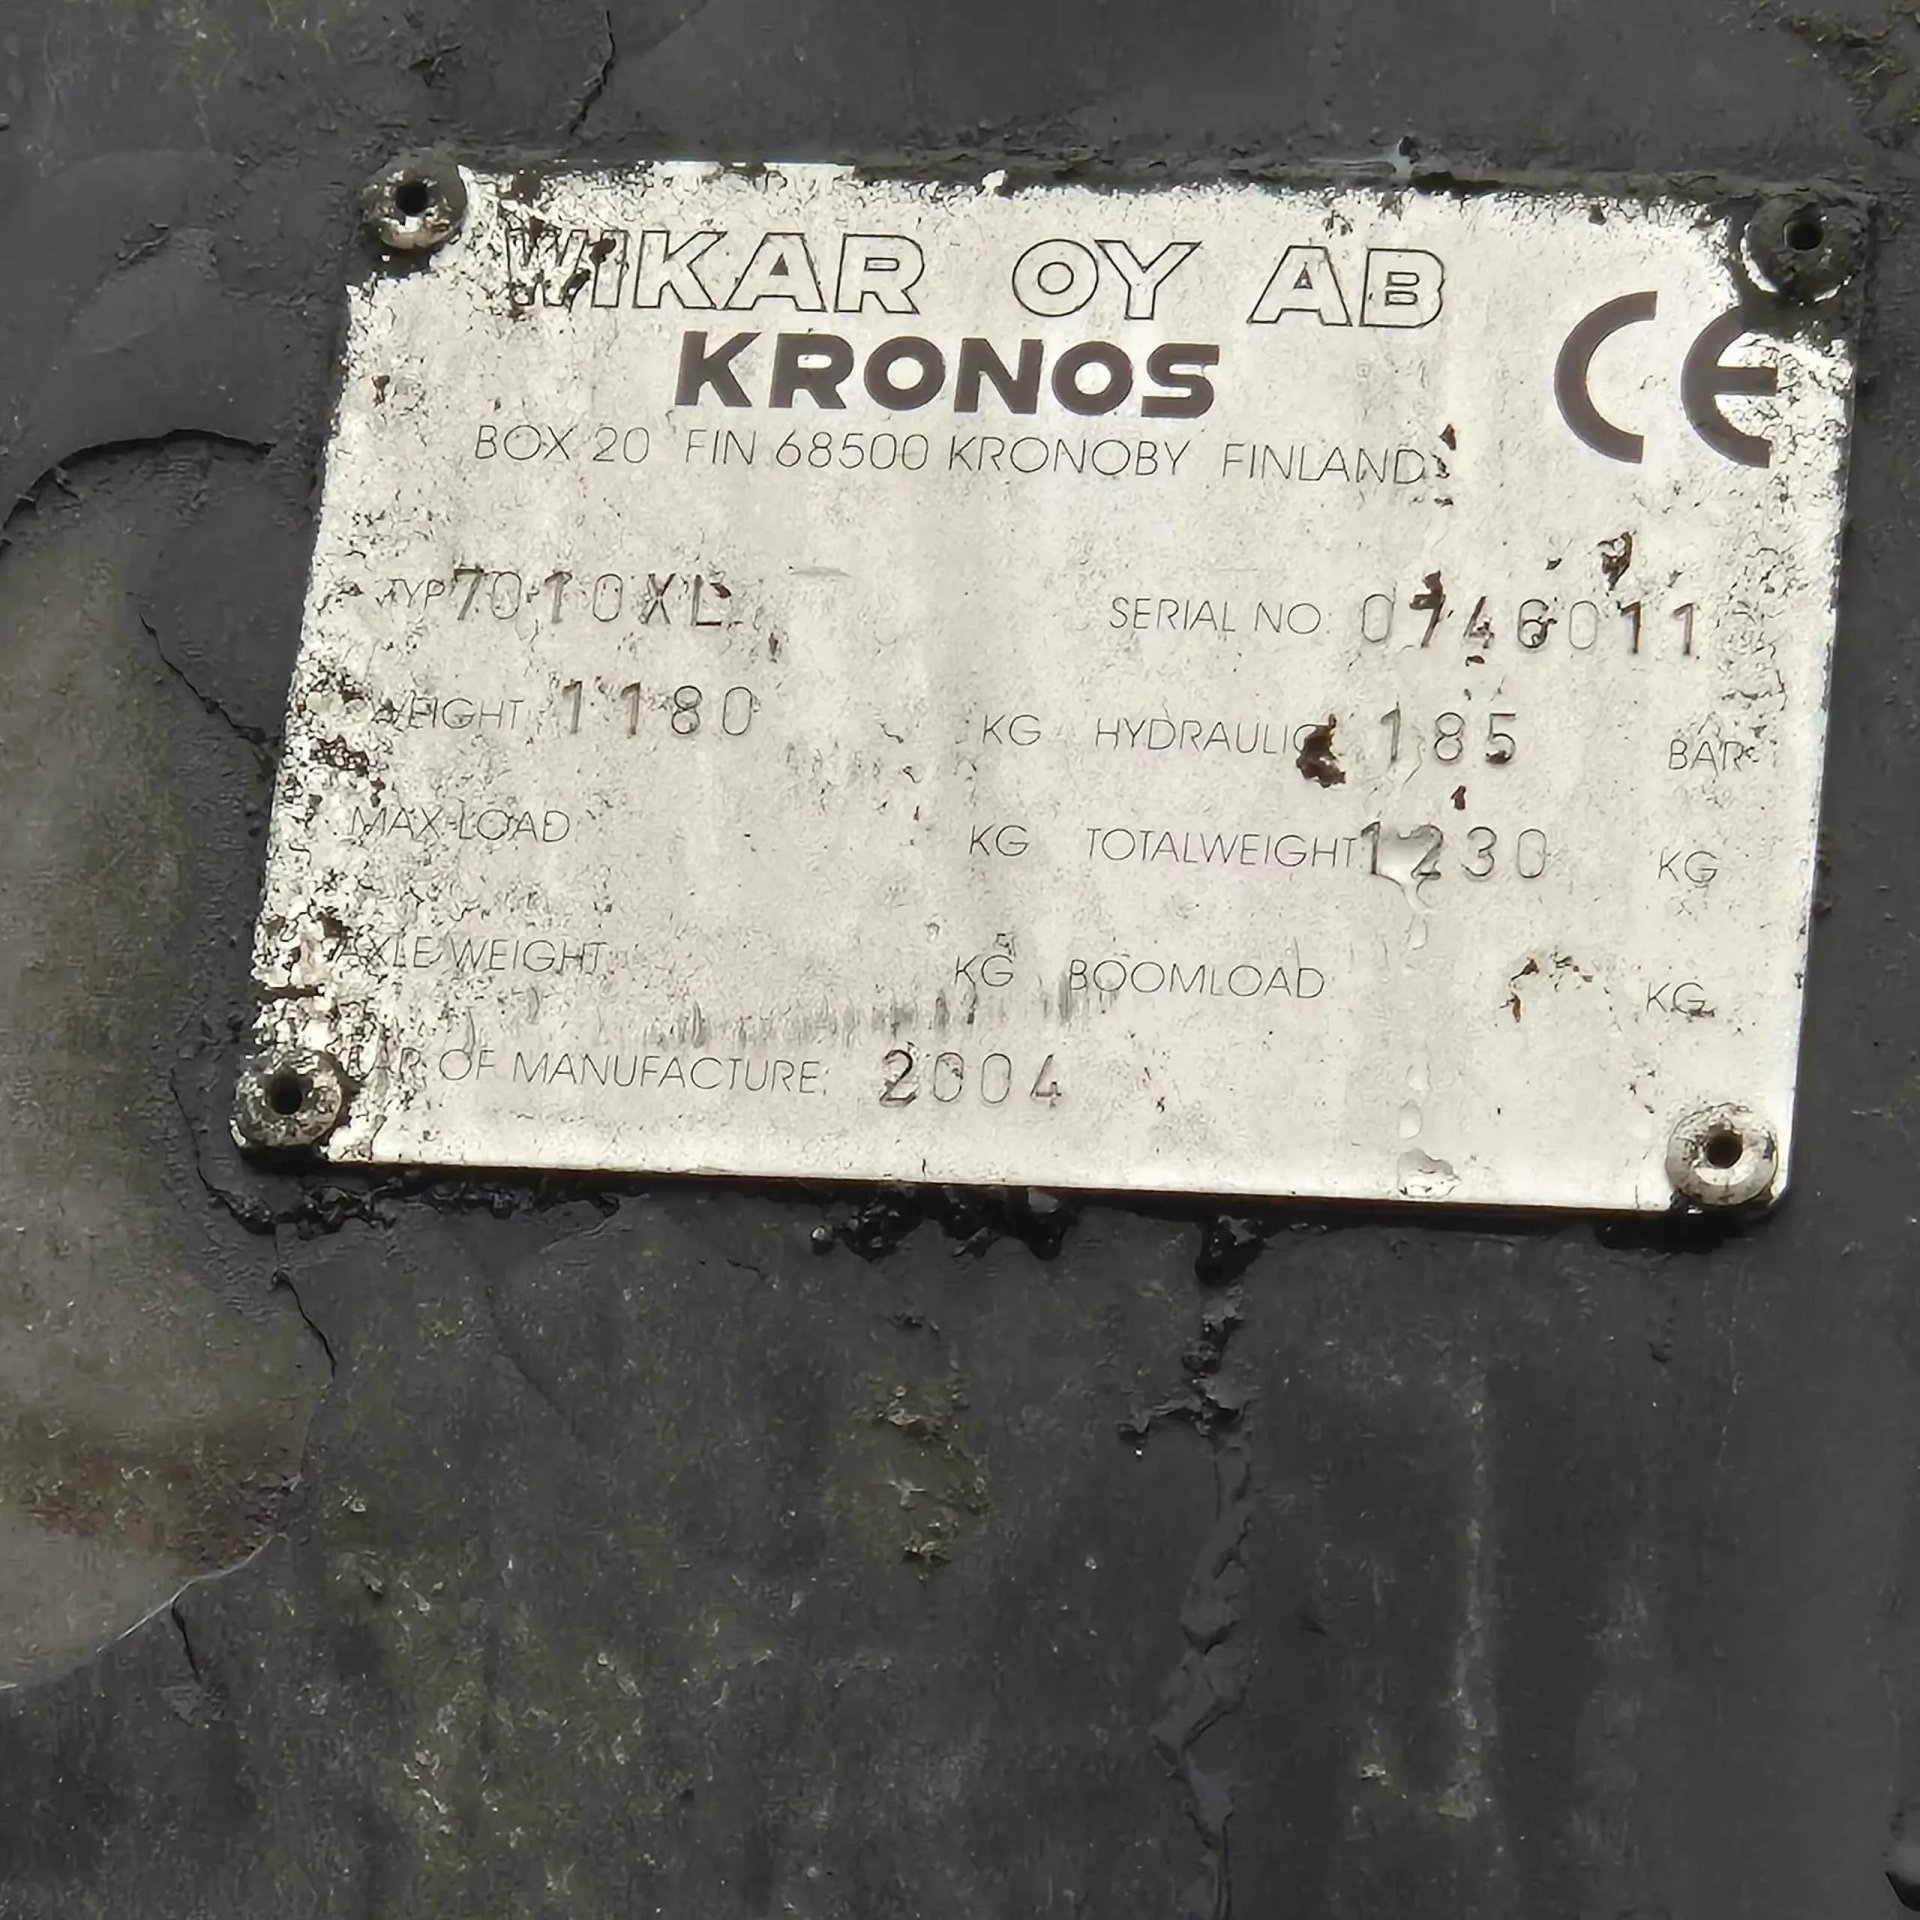 WIKAR OY AB
KRONOS
CE
BOX 20 FIN 68500 KRONOBY FINLAND
TYP 7010XL SERIAL NO. 0746011
WEIGHT 1180 KG HYDRAULIC 185 BAR
MAX-LOAD KG TOTALWEIGHT 1230 KG
AXLE WEIGHT KG BOOMLOAD KG
YEAR OF MANUFACTURE: 2004